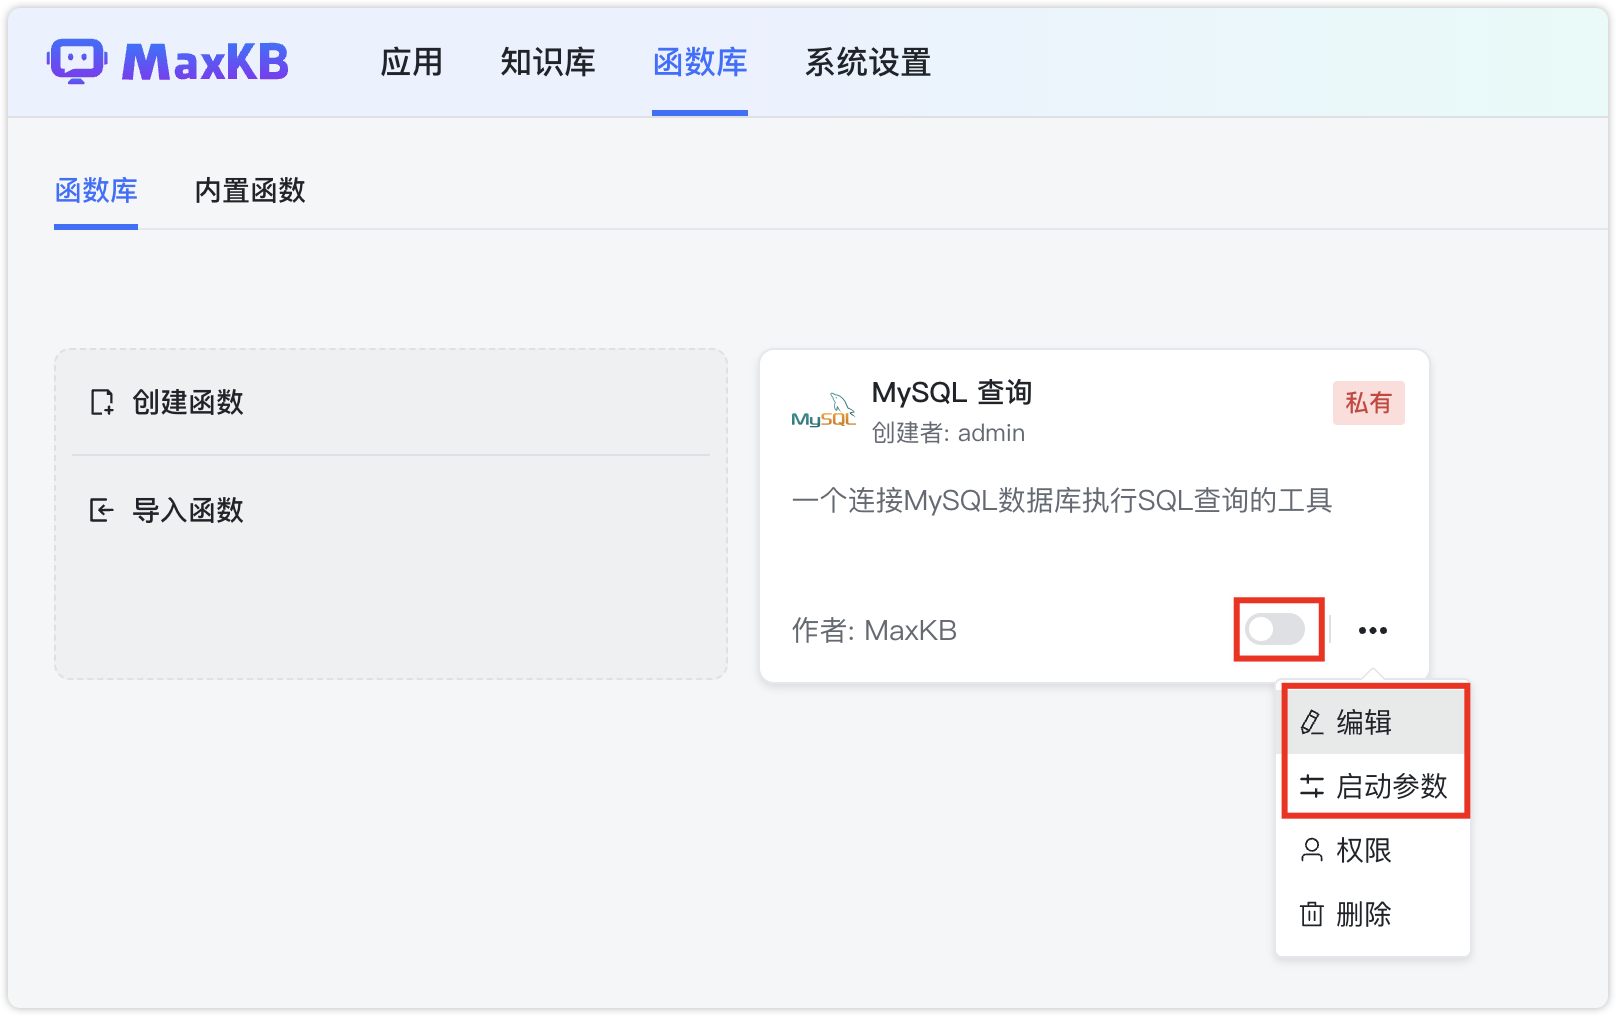 MaxKB
应用
知识库
函数库
系统设置
函数库
内置函数
创建函数
导入函数
MySQL
MySQL 查询
创建者: admin
私有
一个连接MySQL数据库执行SQL查询的工具
作者: MaxKB
编辑
启动参数
权限
删除